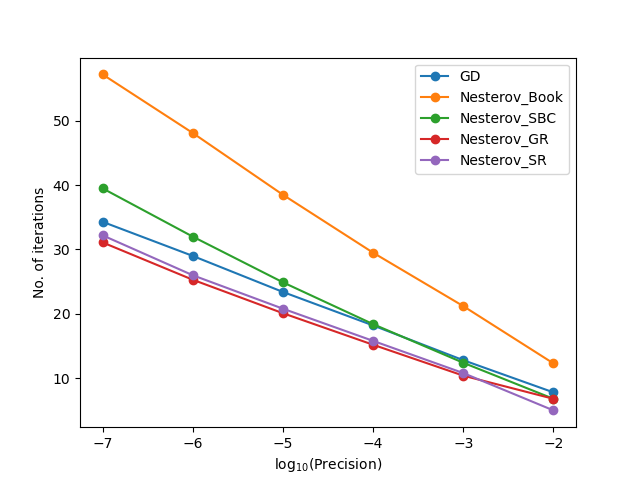 GD
Nesterov_Book
Nesterov_SBC
Nesterov_GR
Nesterov_SR
50
40
30
20
10
No. of iterations
−7 −6 −5 −4 −3 −2
log₁₀(Precision)